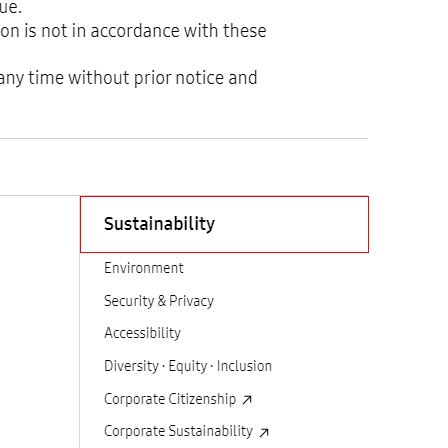 ue.
on is not in accordance with these
any time without prior notice and
Sustainability
Environment
Security & Privacy
Accessibility
Diversity · Equity · Inclusion
Corporate Citizenship ↗
Corporate Sustainability ↗